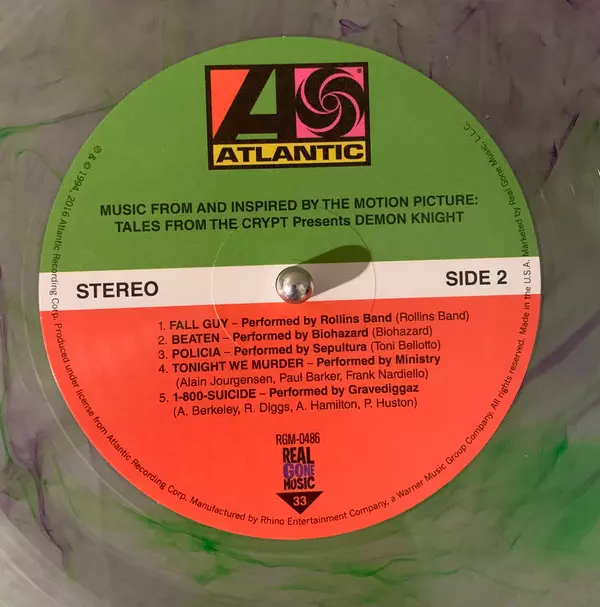 ATLANTIC
MUSIC FROM AND INSPIRED BY THE MOTION PICTURE:
TALES FROM THE CRYPT Presents DEMON KNIGHT
STEREO
SIDE 2
1. FALL GUY – Performed by Rollins Band (Rollins Band)
2. BEATEN – Performed by Biohazard (Biohazard)
3. POLICIA – Performed by Sepultura (Toni Bellotto)
4. TONIGHT WE MURDER – Performed by Ministry
(Alain Jourgensen, Paul Barker, Frank Nardiello)
5. 1-800-SUICIDE – Performed by Gravediggaz
(A. Berkeley, R. Diggs, A. Hamilton, P. Huston)
RGM-0486
REAL
GONE
MUSIC
33
℗ & © 1994, 2016 Atlantic Recording Corp. Produced under license from Atlantic Recording Corp. Manufactured by Rhino Entertainment Company, a Warner Music Group Company. All rights reserved. Made in the U.S.A. Marketed by Real Gone Music, L.L.C.